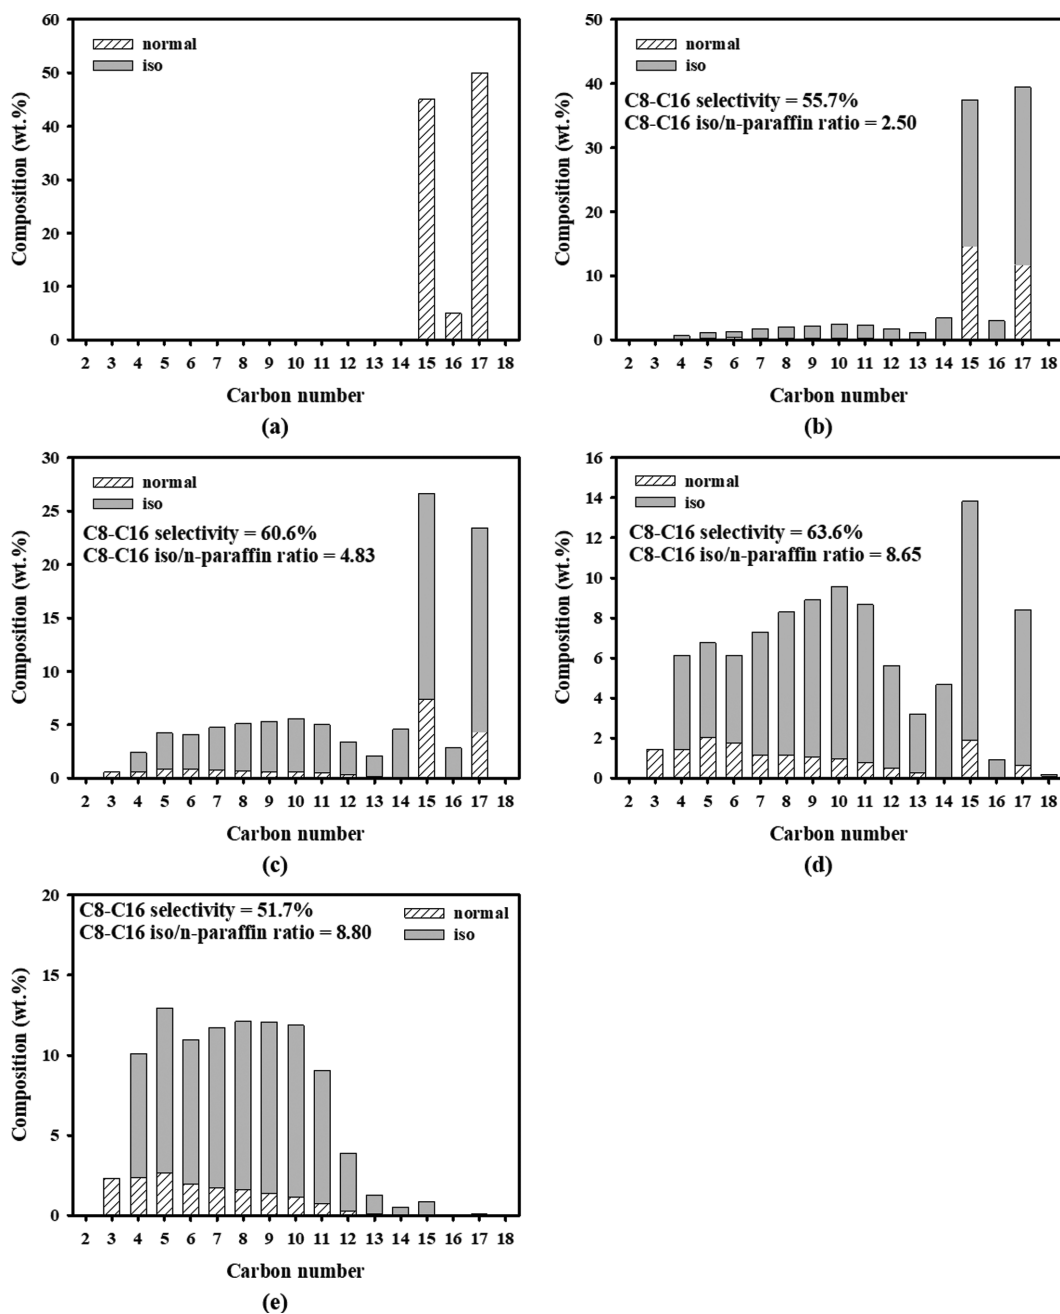 60
50
40
30
20
10
0
Composition (wt.%)
normal
iso
2 3 4 5 6 7 8 9 10 11 12 13 14 15 16 17 18
Carbon number
(a)
50
40
30
20
10
0
Composition (wt.%)
normal
iso
C8-C16 selectivity = 55.7%
C8-C16 iso/n-paraffin ratio = 2.50
2 3 4 5 6 7 8 9 10 11 12 13 14 15 16 17 18
Carbon number
(b)
30
25
20
15
10
5
0
Composition (wt.%)
normal
iso
C8-C16 selectivity = 60.6%
C8-C16 iso/n-paraffin ratio = 4.83
2 3 4 5 6 7 8 9 10 11 12 13 14 15 16 17 18
Carbon number
(c)
16
14
12
10
8
6
4
2
0
Composition (wt.%)
normal
iso
C8-C16 selectivity = 63.6%
C8-C16 iso/n-paraffin ratio = 8.65
2 3 4 5 6 7 8 9 10 11 12 13 14 15 16 17 18
Carbon number
(d)
20
15
10
5
0
Composition (wt.%)
C8-C16 selectivity = 51.7%
C8-C16 iso/n-paraffin ratio = 8.80
normal
iso
2 3 4 5 6 7 8 9 10 11 12 13 14 15 16 17 18
Carbon number
(e)